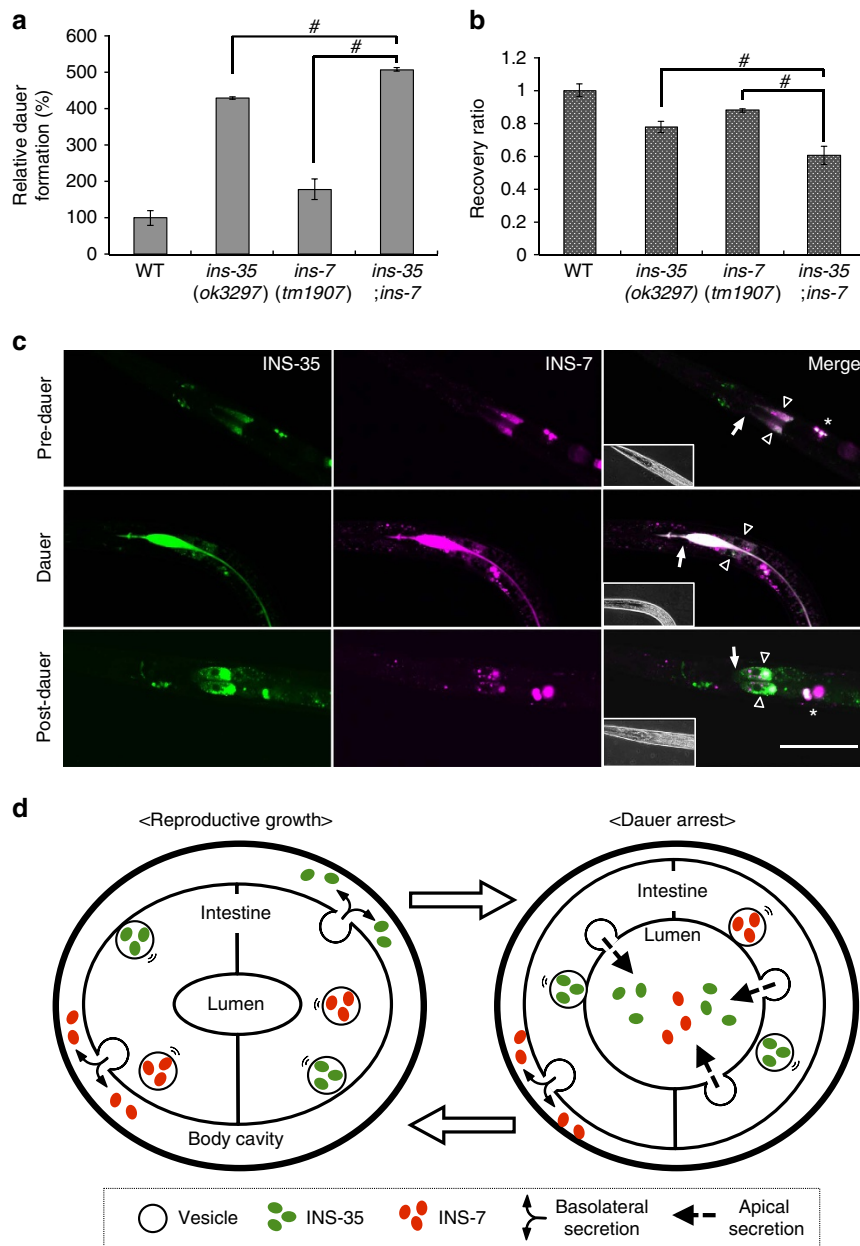 a
Relative dauer
formation (%)
600
500
400
300
200
100
0
#
#
WT
ins-35
(ok3297)
ins-7
(tm1907)
ins-35
;ins-7
b
Recovery ratio
1.2
1
0.8
0.6
0.4
0.2
0
#
#
WT
ins-35
(ok3297)
ins-7
(tm1907)
ins-35
;ins-7
c
INS-35
INS-7
Merge
Pre-dauer
*
Dauer
Post-dauer
*
d
<Reproductive growth>
Intestine
Lumen
Body cavity
<Dauer arrest>
Intestine
Lumen
Vesicle
INS-35
INS-7
Basolateral
secretion
Apical
secretion